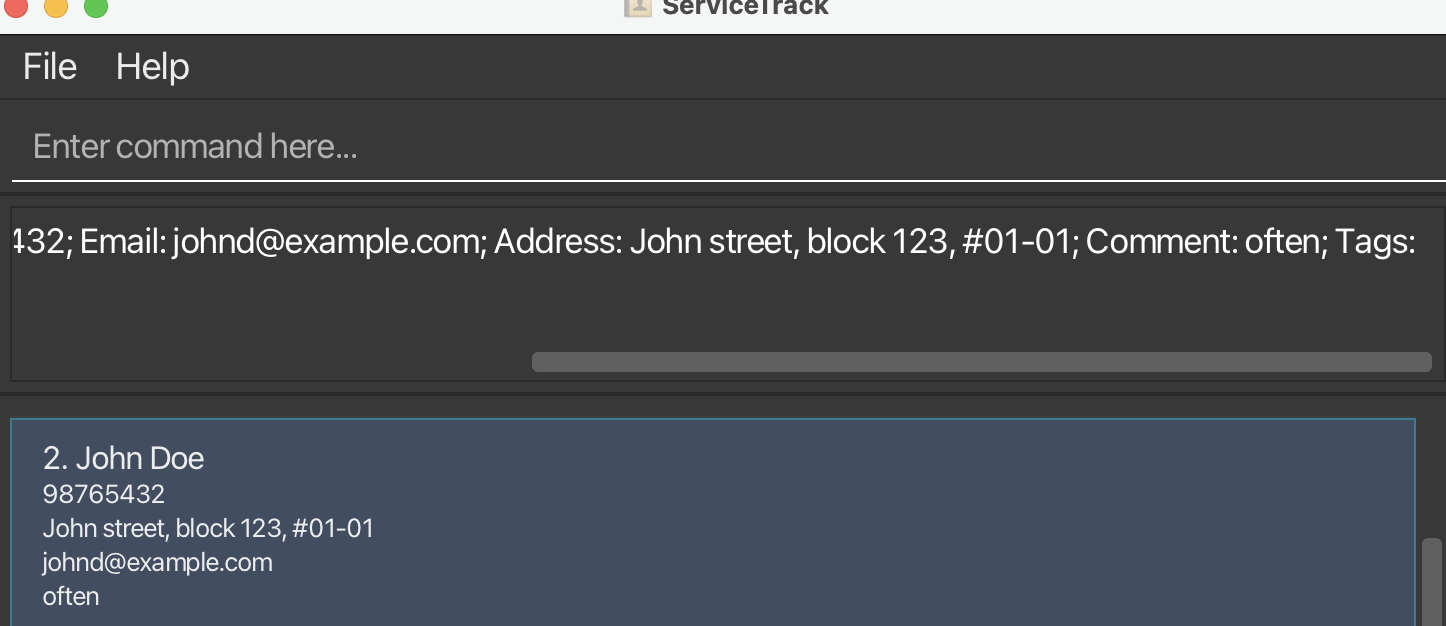 ServiceTrack
File Help
Enter command here...
432; Email: johnd@example.com; Address: John street, block 123, #01-01; Comment: often; Tags:
2. John Doe
98765432
John street, block 123, #01-01
johnd@example.com
often